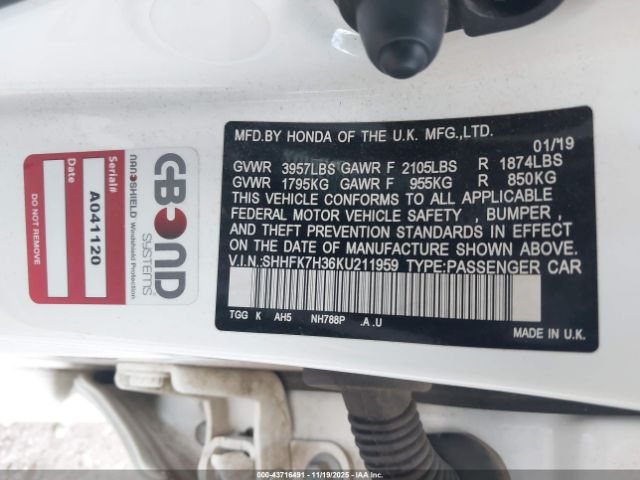 MFD.BY HONDA OF THE U.K. MFG.,LTD.
01/19
GVWR 3957LBS GAWR F 2105LBS R 1874LBS
GVWR 1795KG GAWR F 955KG R 850KG
THIS VEHICLE CONFORMS TO ALL APPLICABLE
FEDERAL MOTOR VEHICLE SAFETY , BUMPER ,
AND THEFT PREVENTION STANDARDS IN EFFECT
ON THE DATE OF MANUFACTURE SHOWN ABOVE.
V.I.N.:SHHFK7H36KU211959 TYPE:PASSENGER CAR
TGG K AH5 NH788P .A .U
MADE IN U.K.
GBOND
SYSTEMS
NANOSHIELD Windshield Protection
Serial#
A041120
Date
DO NOT REMOVE
000-43716491 - 11/19/2025 - IAAI.COM